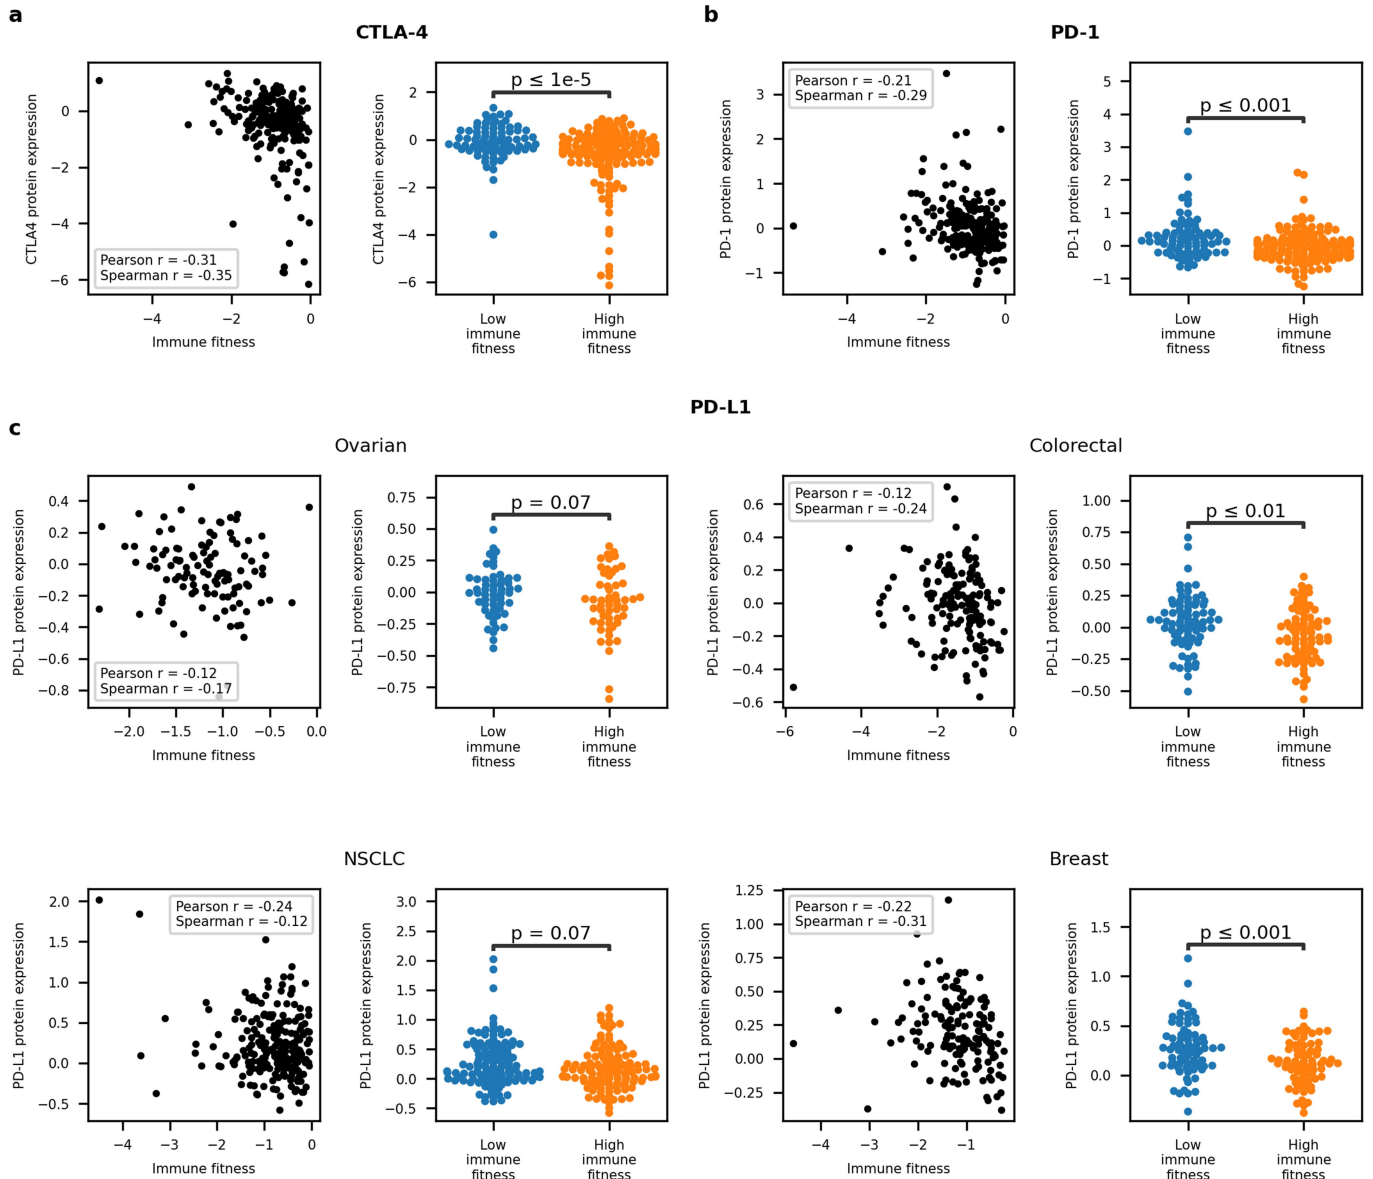 a
CTLA-4
CTLA4 protein expression
0
−2
−4
−6
Pearson r = -0.31
Spearman r = -0.35
−4 −2 0
Immune fitness
CTLA4 protein expression
2
0
−2
−4
−6
p ≤ 1e-5
Low immune fitness
High immune fitness
b
PD-1
PD-1 protein expression
3
2
1
0
−1
Pearson r = -0.21
Spearman r = -0.29
−4 −2 0
Immune fitness
PD-1 protein expression
5
4
3
2
1
0
−1
p ≤ 0.001
Low immune fitness
High immune fitness
PD-L1
c
Ovarian
PD-L1 protein expression
0.4
0.2
0.0
−0.2
−0.4
−0.6
−0.8
Pearson r = -0.12
Spearman r = -0.17
−2.0 −1.5 −1.0 −0.5 0.0
Immune fitness
PD-L1 protein expression
0.75
0.50
0.25
0.00
−0.25
−0.50
−0.75
p = 0.07
Low immune fitness
High immune fitness
Colorectal
PD-L1 protein expression
0.6
0.4
0.2
0.0
−0.2
−0.4
−0.6
Pearson r = -0.12
Spearman r = -0.24
−6 −4 −2 0
Immune fitness
PD-L1 protein expression
1.00
0.75
0.50
0.25
0.00
−0.25
−0.50
p ≤ 0.01
Low immune fitness
High immune fitness
NSCLC
PD-L1 protein expression
2.0
1.5
1.0
0.5
0.0
−0.5
Pearson r = -0.24
Spearman r = -0.12
−4 −3 −2 −1 0
Immune fitness
PD-L1 protein expression
3.0
2.5
2.0
1.5
1.0
0.5
0.0
−0.5
p = 0.07
Low immune fitness
High immune fitness
Breast
PD-L1 protein expression
1.25
1.00
0.75
0.50
0.25
0.00
−0.25
Pearson r = -0.22
Spearman r = -0.31
−4 −3 −2 −1
Immune fitness
PD-L1 protein expression
1.5
1.0
0.5
0.0
p ≤ 0.001
Low immune fitness
High immune fitness